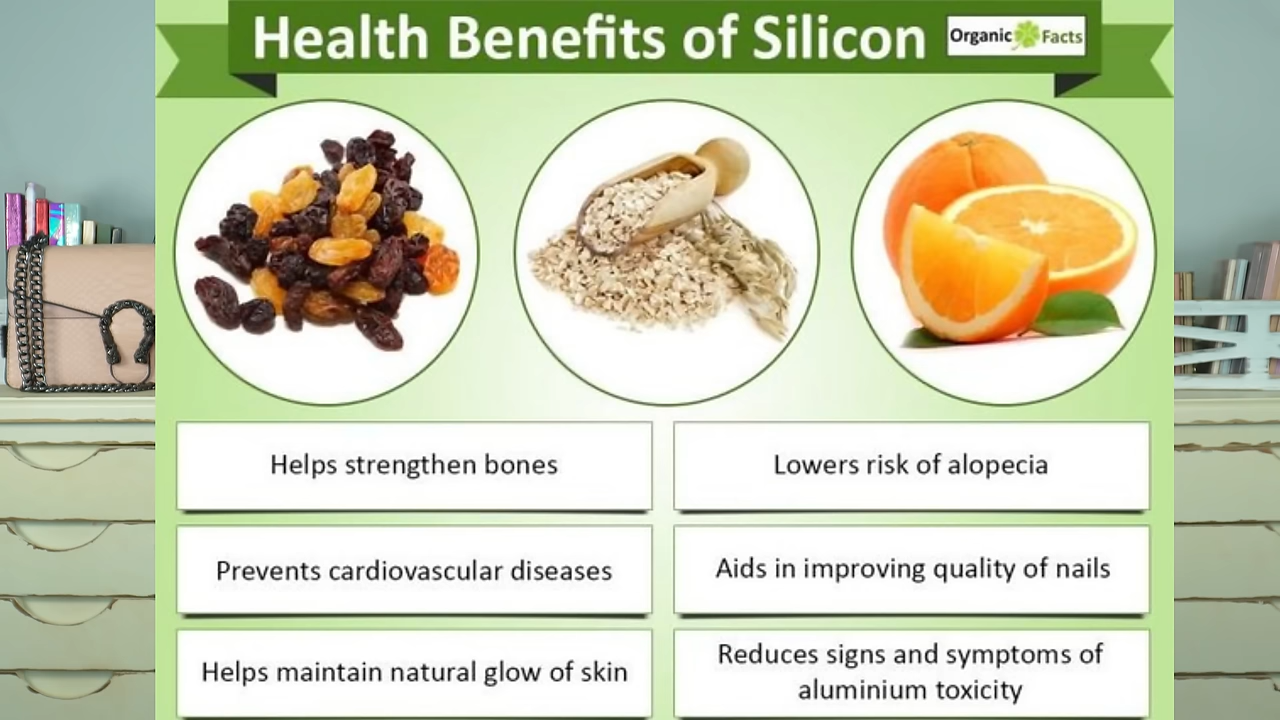 Health Benefits of Silicon
Organic Facts
Helps strengthen bones
Lowers risk of alopecia
Prevents cardiovascular diseases
Aids in improving quality of nails
Helps maintain natural glow of skin
Reduces signs and symptoms of
aluminium toxicity